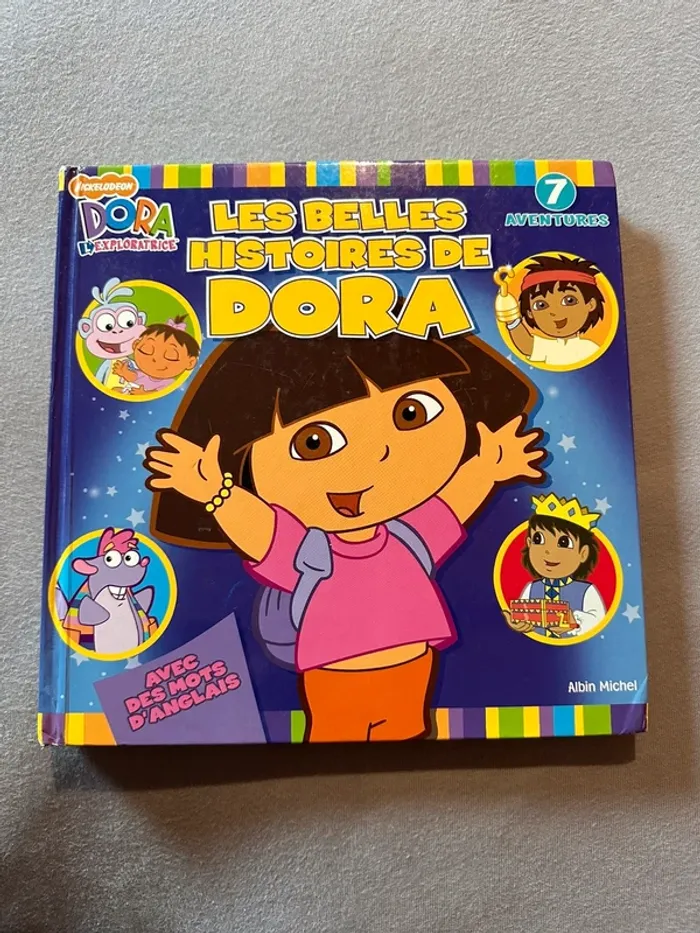 NICKELODEON
DORA
L'EXPLORATRICE
LES BELLES
HISTOIRES DE
DORA
7
AVENTURES
AVEC
DES MOTS
D'ANGLAIS
Albin Michel